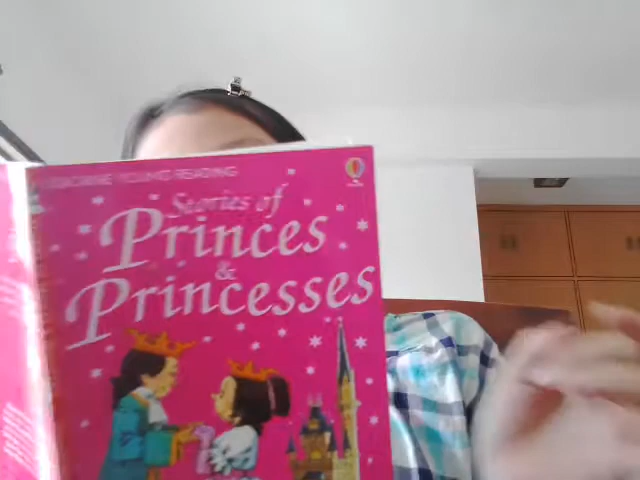 USBORNE YOUNG READING
Stories of
Princes
&
Princesses